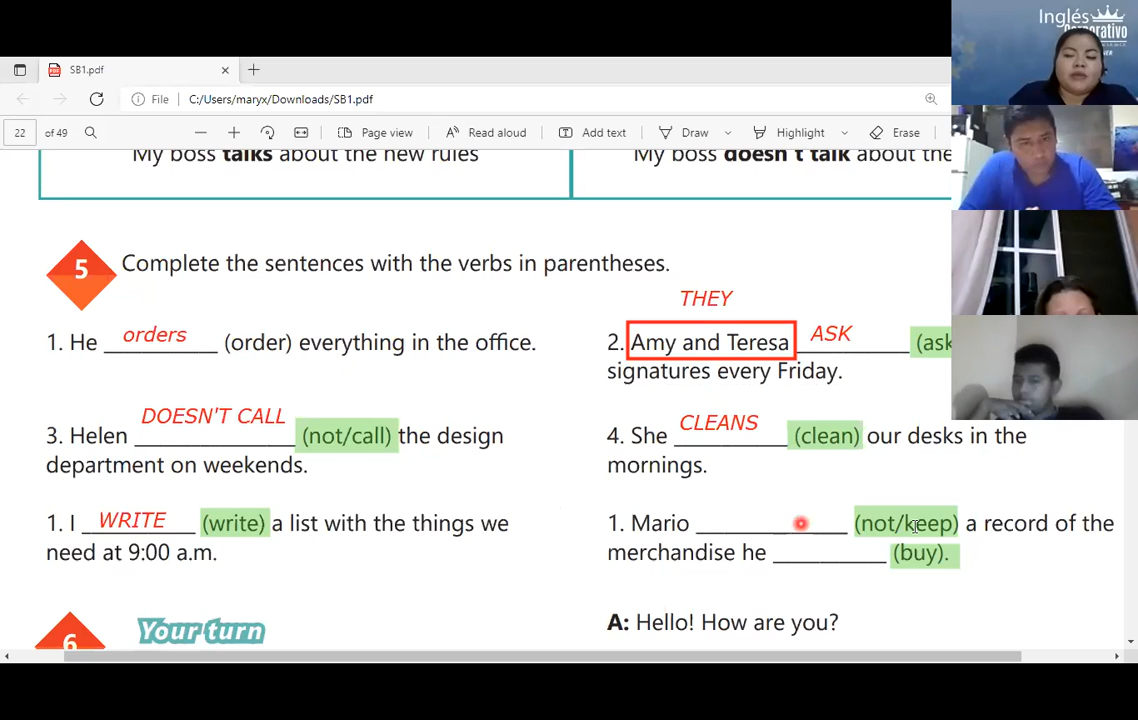 Inglés
Corporativo
SB1.pdf
File C:/Users/maryx/Downloads/SB1.pdf
22 of 49 Page view Read aloud Add text Draw Highlight Erase
My boss talks about the new rules
My boss doesn't talk about the
5 Complete the sentences with the verbs in parentheses.
THEY
1. He orders (order) everything in the office.
2. Amy and Teresa ASK (ask
signatures every Friday.
3. Helen DOESN'T CALL (not/call) the design
department on weekends.
4. She CLEANS (clean) our desks in the
mornings.
1. I WRITE (write) a list with the things we
need at 9:00 a.m.
1. Mario ______ (not/keep) a record of the
merchandise he ______ (buy).
6 Your turn
A: Hello! How are you?